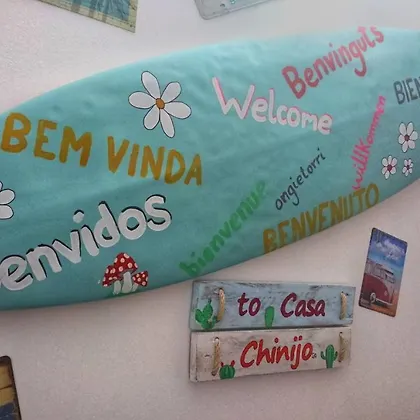 Benvinguts
BIEN
Welcome
BEM VINDA
willKommen
ongietorri
envidos
bienvenue
BENVENUTO
to Casa
Chinijo